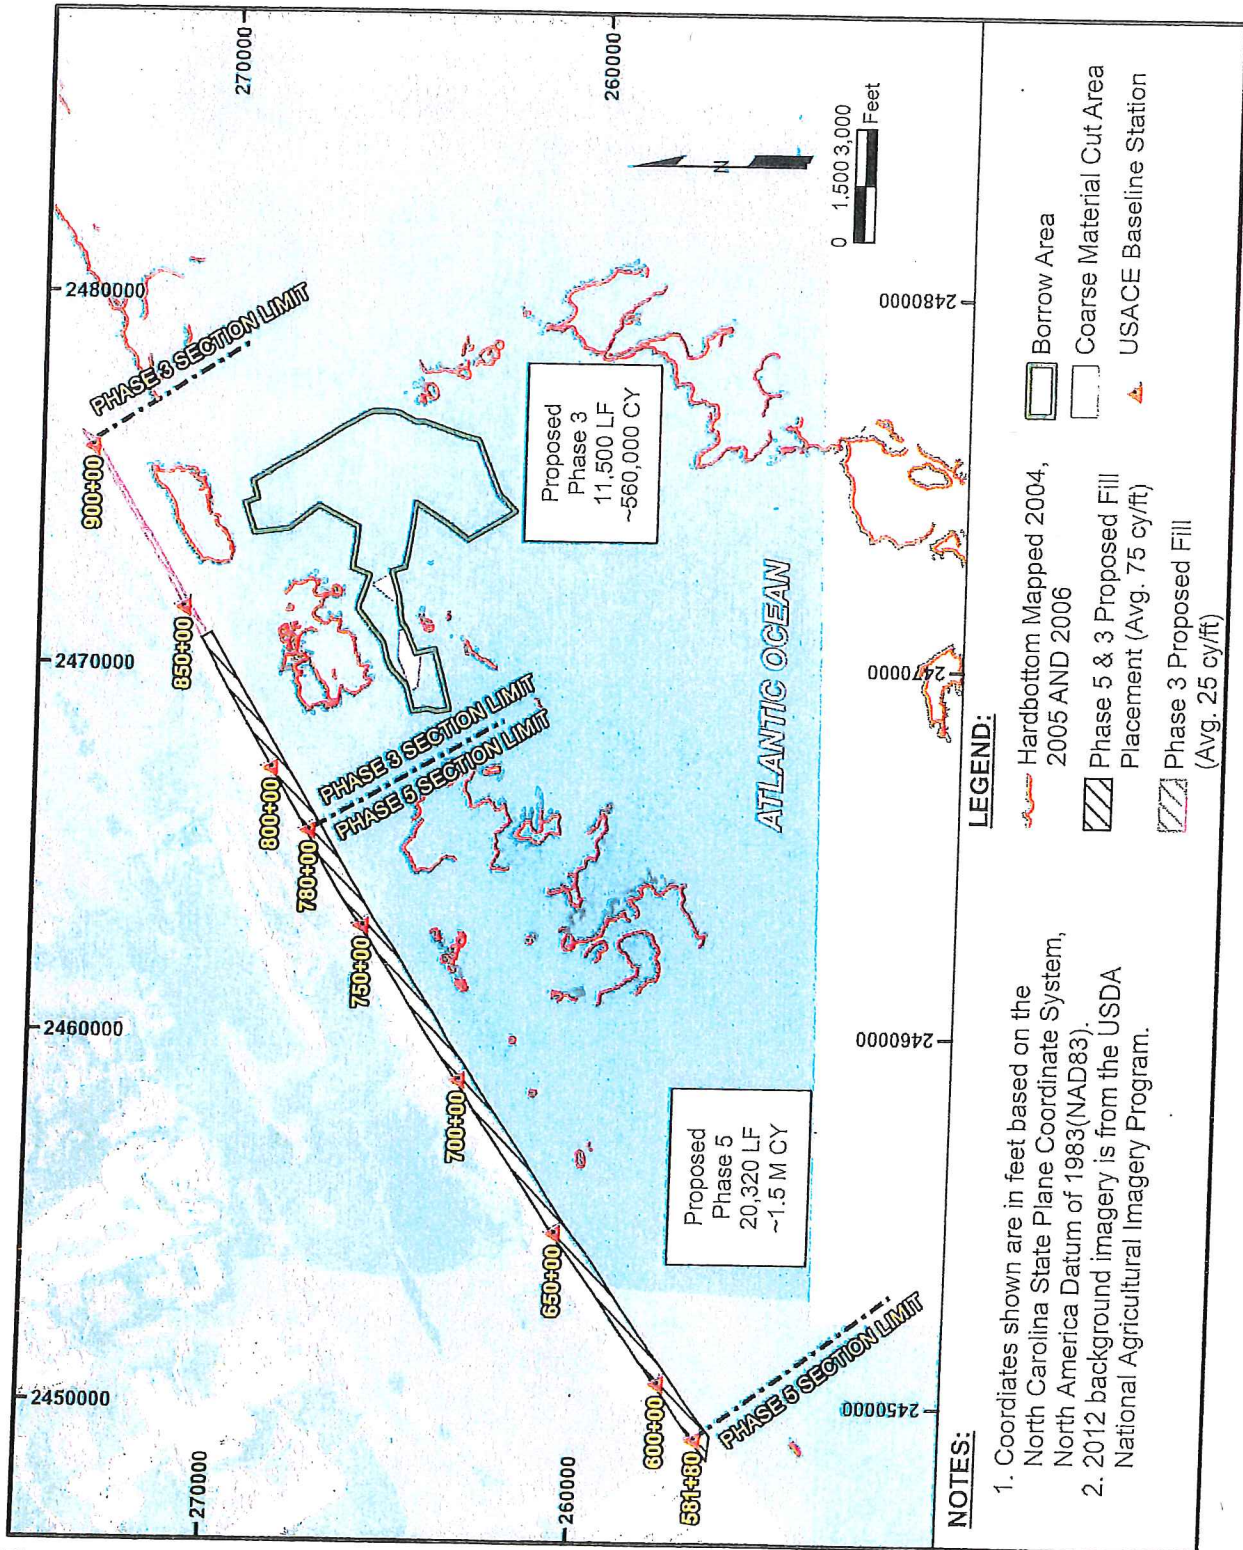 2450000
2460000
2470000
2480000
270000
270000
260000
260000
2450000
2460000
2470000
2480000
900+00
850+00
800+00
780+00
750+00
700+00
650+00
600+00
581+80
PHASE 3 SECTION LIMIT
PHASE 3 SECTION LIMIT
PHASE 5 SECTION LIMIT
PHASE 5 SECTION LIMIT
Proposed
Phase 3
11,500 LF
~560,000 CY
Proposed
Phase 5
20,320 LF
~1.5 M CY
ATLANTIC OCEAN
N
0 1,500 3,000
Feet
NOTES:
1. Coordiates shown are in feet based on the
North Carolina State Plane Coordinate System,
North America Datum of 1983(NAD83).
2. 2012 background imagery is from the USDA
National Agricultural Imagery Program.
LEGEND:
Hardbottom Mapped 2004,
2005 AND 2006
Phase 5 & 3 Proposed Fill
Placement (Avg. 75 cy/ft)
Phase 3 Proposed Fill
(Avg. 25 cy/ft)
Borrow Area
Coarse Material Cut Area
USACE Baseline Station